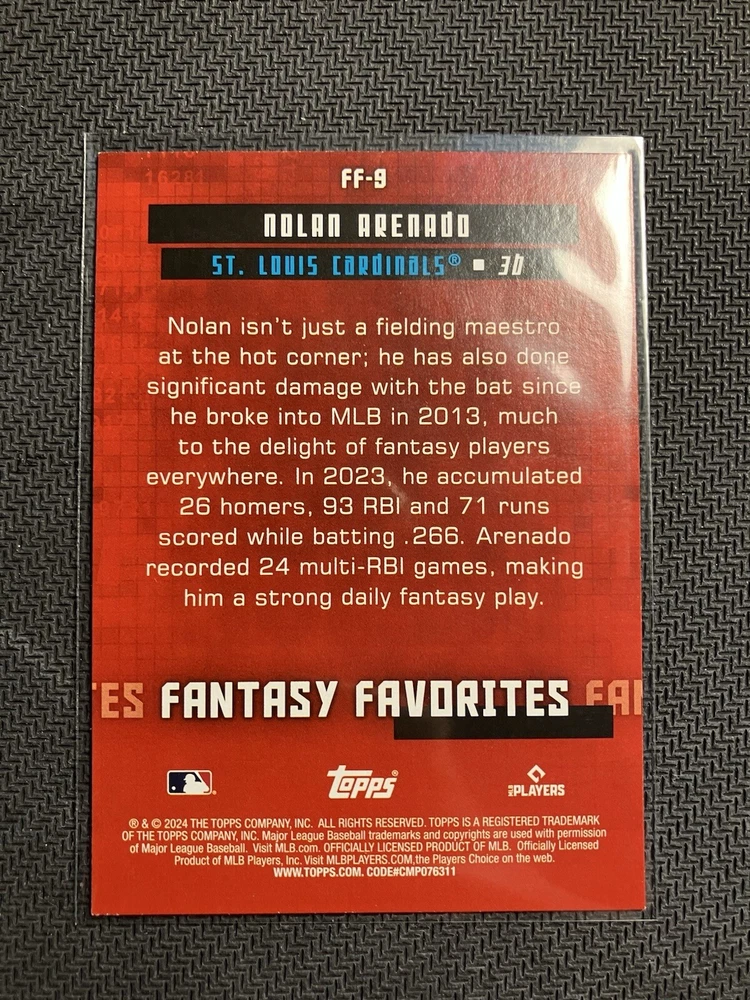 16281
FF-9
NOLAN ARENADO
ST. LOUIS CARDINALS® ■ 3b
Nolan isn't just a fielding maestro
at the hot corner; he has also done
significant damage with the bat since
he broke into MLB in 2013, much
to the delight of fantasy players
everywhere. In 2023, he accumulated
26 homers, 93 RBI and 71 runs
scored while batting .266. Arenado
recorded 24 multi-RBI games, making
him a strong daily fantasy play.
ES FANTASY FAVORITES FAN
topps® MLB PLAYERS
® & © 2024 THE TOPPS COMPANY, INC. ALL RIGHTS RESERVED. TOPPS IS A REGISTERED TRADEMARK
OF THE TOPPS COMPANY, INC. Major League Baseball trademarks and copyrights are used with permission
of Major League Baseball. Visit MLB.com. OFFICIALLY LICENSED PRODUCT OF MLB. Officially Licensed
Product of MLB Players, Inc. Visit MLBPLAYERS.COM,the Players Choice on the web.
WWW.TOPPS.COM. CODE#CMP076311